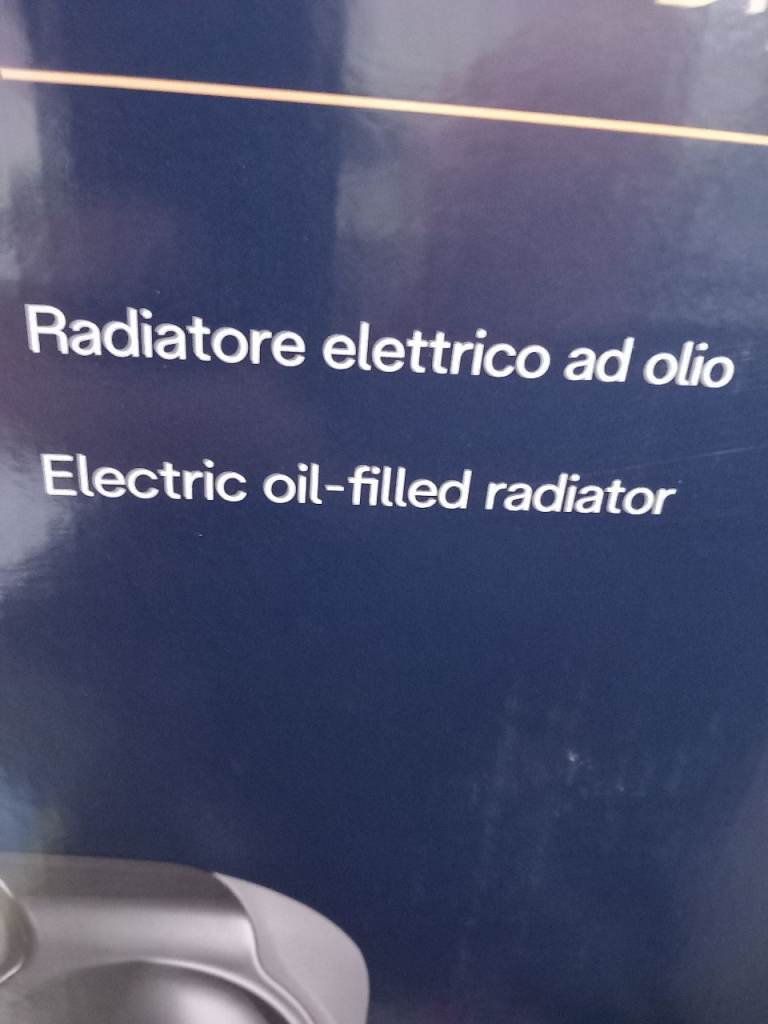 Radiatore elettrico ad olio
Electric oil-filled radiator